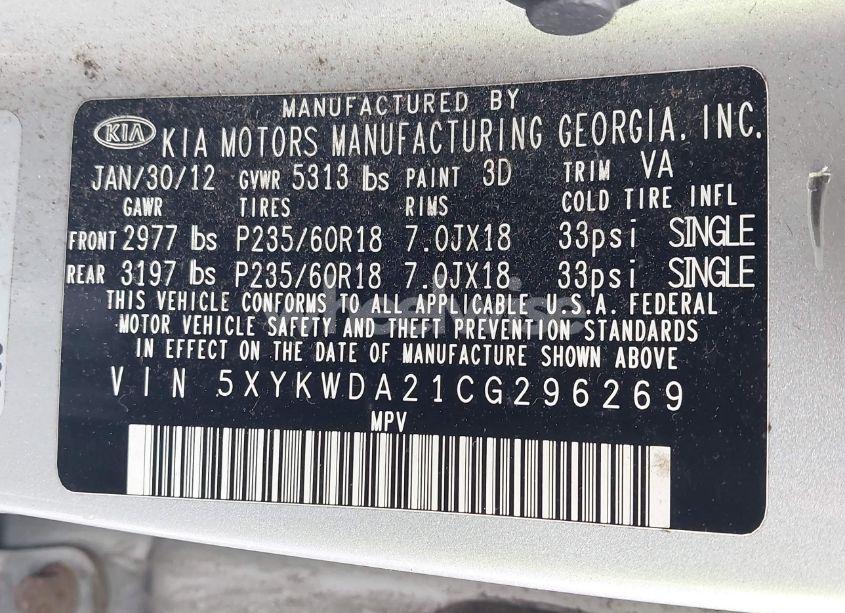 MANUFACTURED BY
KIA KIA MOTORS MANUFACTURING GEORGIA, INC.
JAN/30/12 GVWR 5313 lbs PAINT 3D TRIM VA
GAWR TIRES RIMS COLD TIRE INFL
FRONT 2977 lbs P235/60R18 7.0JX18 33psi SINGLE
REAR 3197 lbs P235/60R18 7.0JX18 33psi SINGLE
THIS VEHICLE CONFORMS TO ALL APPLICABLE U.S.A. FEDERAL
MOTOR VEHICLE SAFETY AND THEFT PREVENTION STANDARDS
IN EFFECT ON THE DATE OF MANUFACTURE SHOWN ABOVE
VIN 5XYKWDA21CG296269
MPV